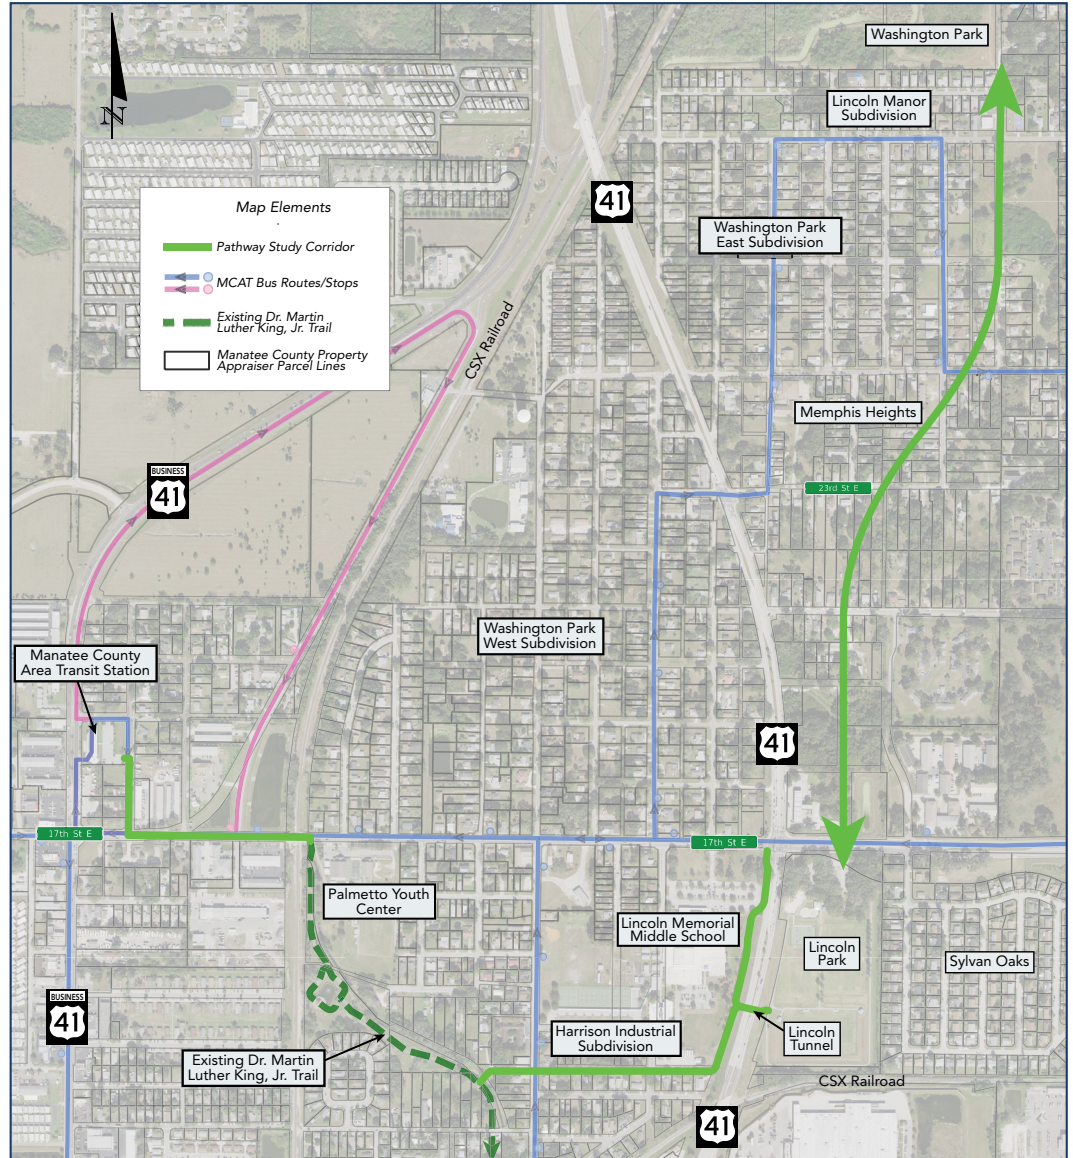 Washington Park
Lincoln Manor
Subdivision
N
41
Map Elements
Pathway Study Corridor
MCAT Bus Routes/Stops
Existing Dr. Martin
Luther King, Jr. Trail
Manatee County Property
Appraiser Parcel Lines
Washington Park
East Subdivision
CSX Railroad
Memphis Heights
BUSINESS
41
23rd St E
Washington Park
West Subdivision
Manatee County
Area Transit Station
41
17th St E
17th St E
Palmetto Youth
Center
Lincoln Memorial
Middle School
Lincoln
Park
Sylvan Oaks
BUSINESS
41
Harrison Industrial
Subdivision
Lincoln
Tunnel
Existing Dr. Martin
Luther King, Jr. Trail
CSX Railroad
41